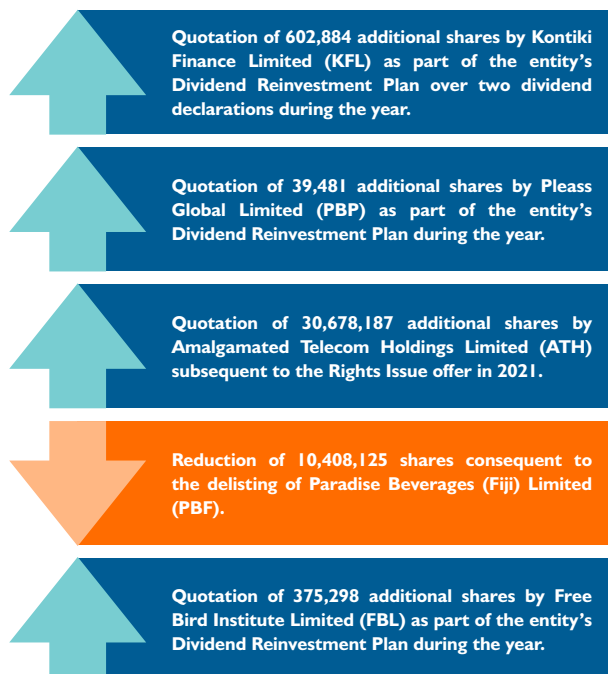 Quotation of 602,884 additional shares by Kontiki
Finance Limited (KFL) as part of the entity's
Dividend Reinvestment Plan over two dividend
declarations during the year.
Quotation of 39,481 additional shares by Pleass
Global Limited (PBP) as part of the entity's
Dividend Reinvestment Plan during the year.
Quotation of 30,678,187 additional shares by
Amalgamated Telecom Holdings Limited (ATH)
subsequent to the Rights Issue offer in 2021.
Reduction of 10,408,125 shares consequent to
the delisting of Paradise Beverages (Fiji) Limited
(PBF).
Quotation of 375,298 additional shares by Free
Bird Institute Limited (FBL) as part of the entity's
Dividend Reinvestment Plan during the year.